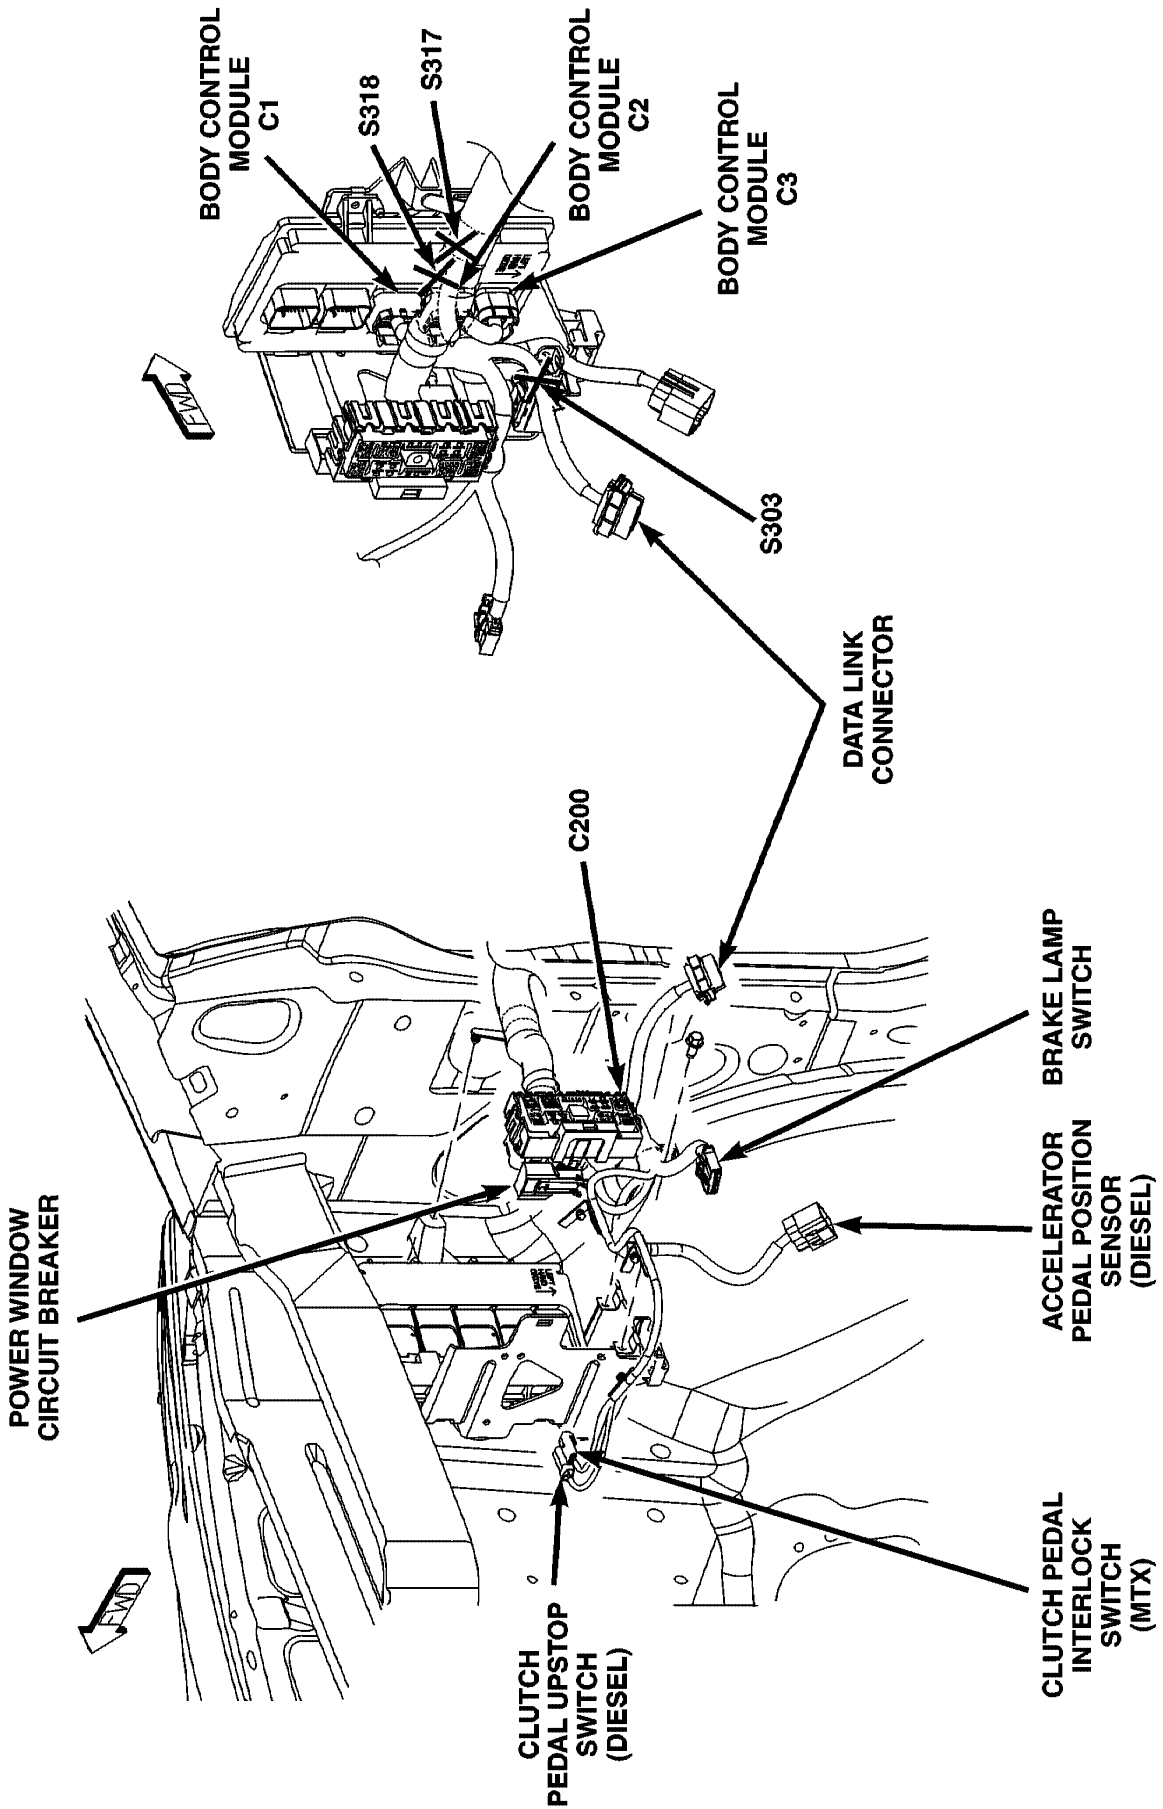 POWER WINDOW
CIRCUIT BREAKER
FWD
CLUTCH
PEDAL UPSTOP
SWITCH
(DIESEL)
CLUTCH PEDAL
INTERLOCK
SWITCH
(MTX)
ACCELERATOR
PEDAL POSITION
SENSOR
(DIESEL)
BRAKE LAMP
SWITCH
C200
DATA LINK
CONNECTOR
FWD
S303
BODY CONTROL
MODULE
C1
S318
S317
BODY CONTROL
MODULE
C2
BODY CONTROL
MODULE
C3